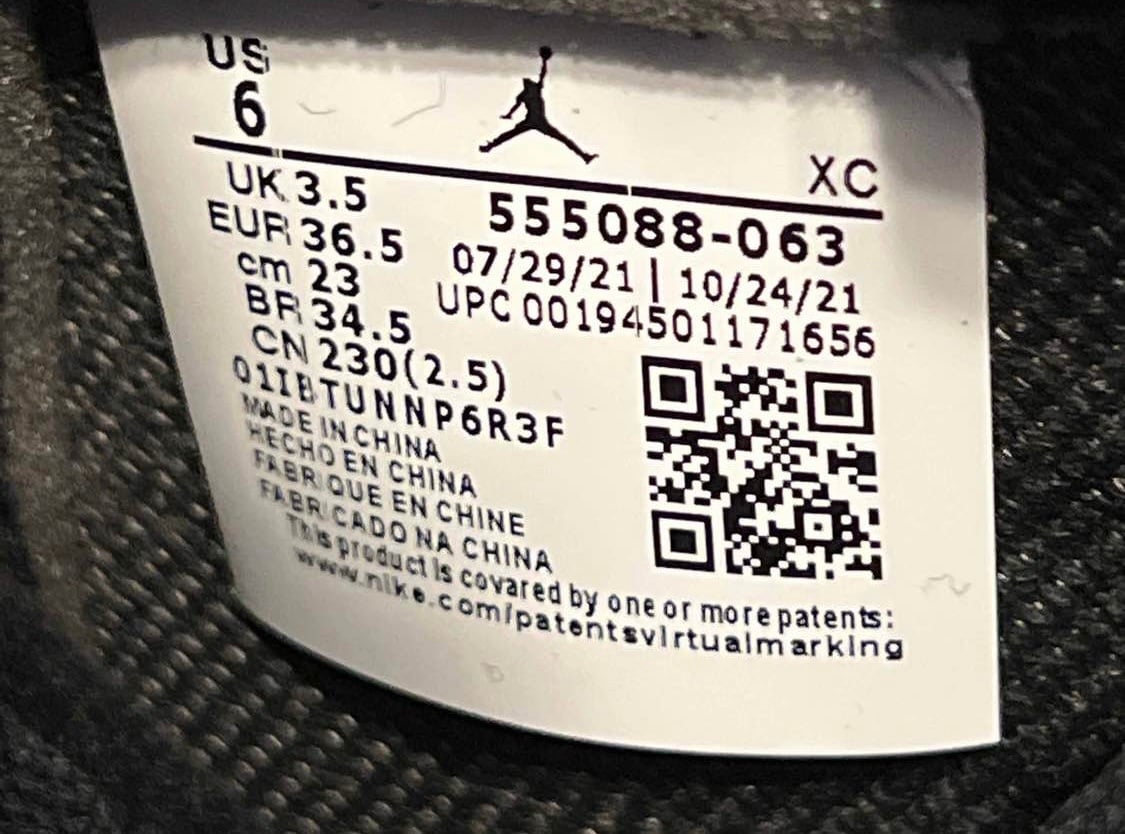 US
6
XC
UK 3.5
EUR 36.5
cm 23
BR 34.5
CN 230(2.5)
555088-063
07/29/21 | 10/24/21
UPC 00194501171656
01IBTUNNP6R3F
MADE IN CHINA
HECHO EN CHINA
FABRIQUE EN CHINE
FABRICADO NA CHINA
This product is covared by one or more patents:
www.nike.com/patentsvirtualmarking